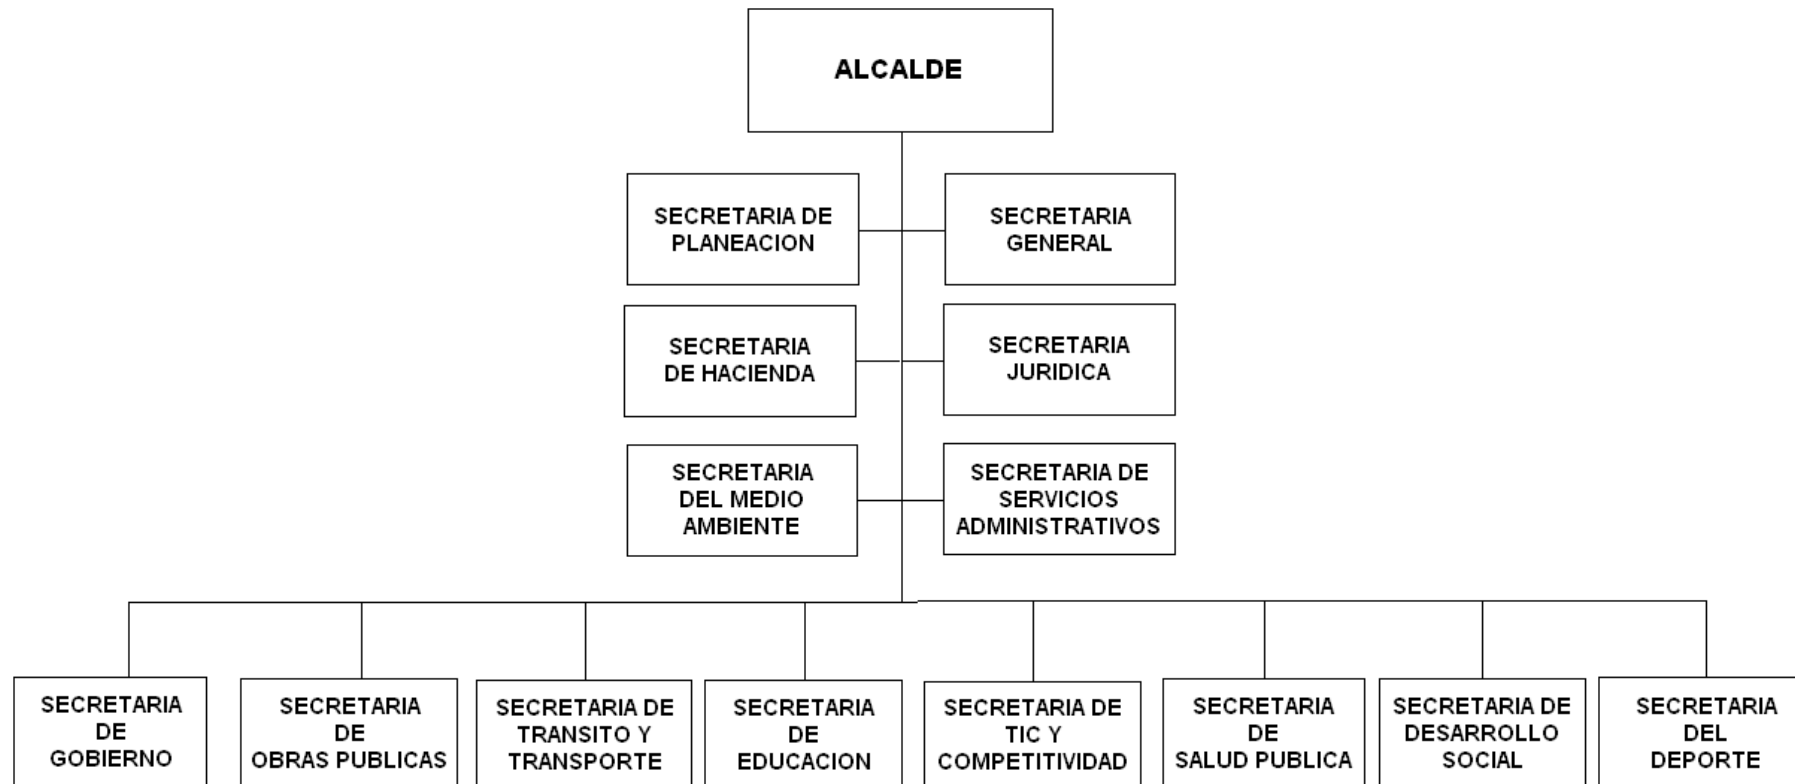 ALCALDE
SECRETARIA DE
PLANEACION
SECRETARIA
GENERAL
SECRETARIA
DE HACIENDA
SECRETARIA
JURIDICA
SECRETARIA
DEL MEDIO
AMBIENTE
SECRETARIA DE
SERVICIOS
ADMINISTRATIVOS
SECRETARIA
DE
GOBIERNO
SECRETARIA
DE
OBRAS PUBLICAS
SECRETARIA DE
TRANSITO Y
TRANSPORTE
SECRETARIA
DE
EDUCACION
SECRETARIA DE
TIC Y
COMPETITIVIDAD
SECRETARIA
DE
SALUD PUBLICA
SECRETARIA DE
DESARROLLO
SOCIAL
SECRETARIA
DEL
DEPORTE